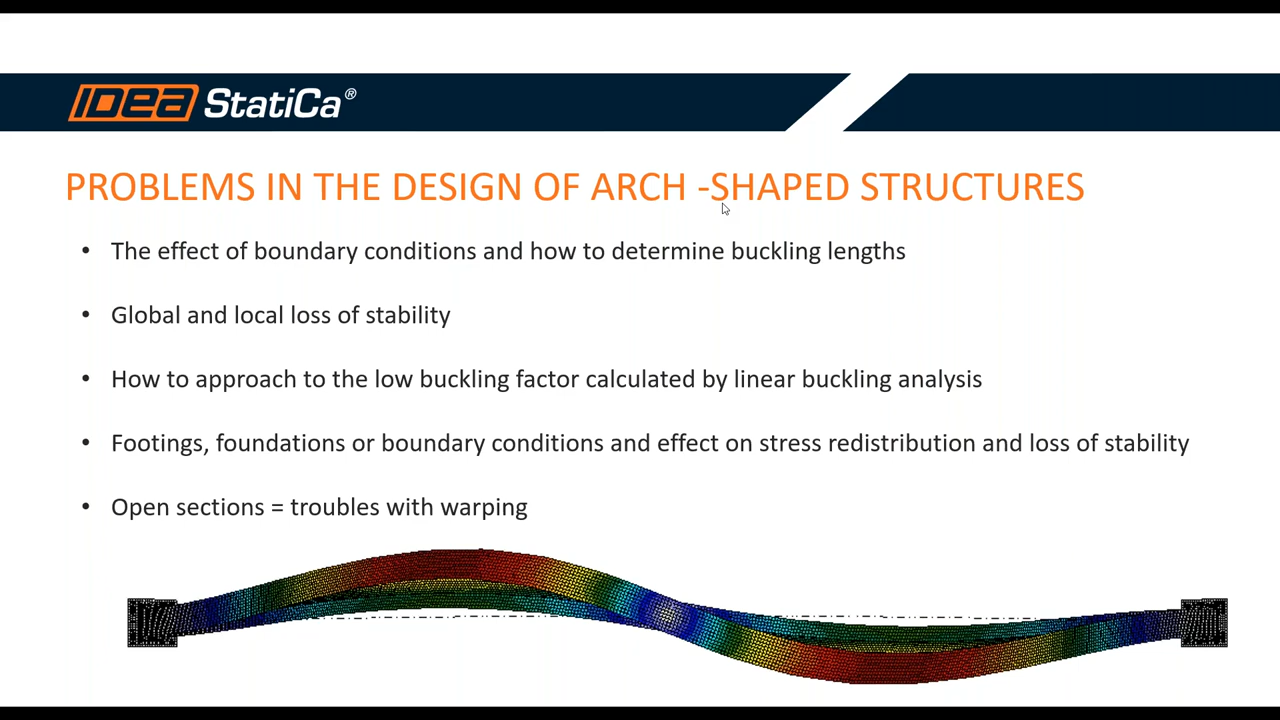 IDEA StatiCa®
PROBLEMS IN THE DESIGN OF ARCH -SHAPED STRUCTURES
• The effect of boundary conditions and how to determine buckling lengths
• Global and local loss of stability
• How to approach to the low buckling factor calculated by linear buckling analysis
• Footings, foundations or boundary conditions and effect on stress redistribution and loss of stability
• Open sections = troubles with warping